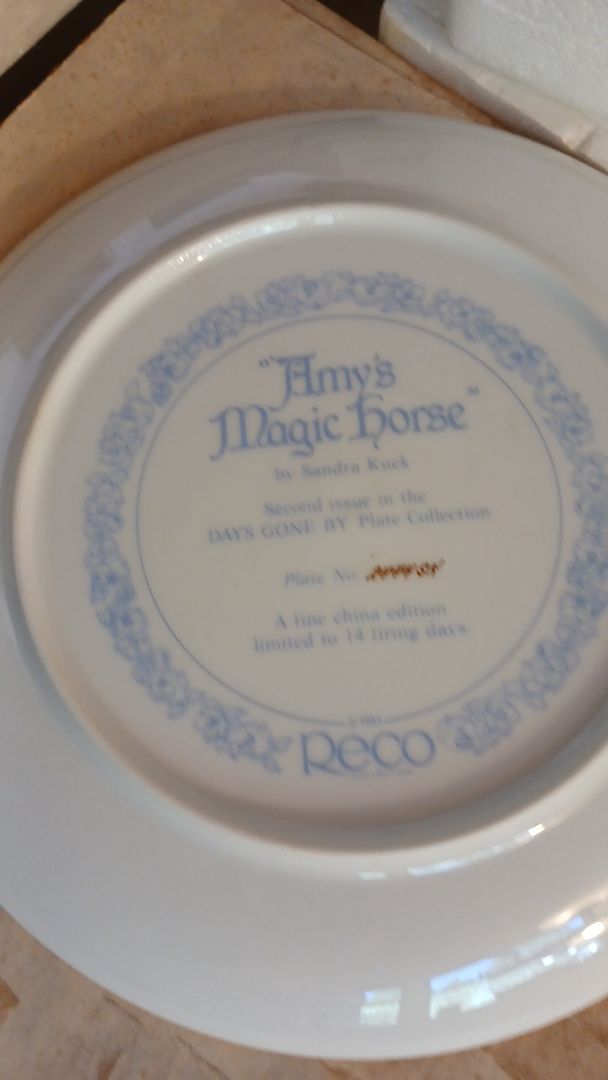 "Amy's
Magic Horse"
by Sandra Kuck
Second issue in the
DAYS GONE BY Plate Collection
Plate No.
A fine china edition
limited to 14 firing days
Reco